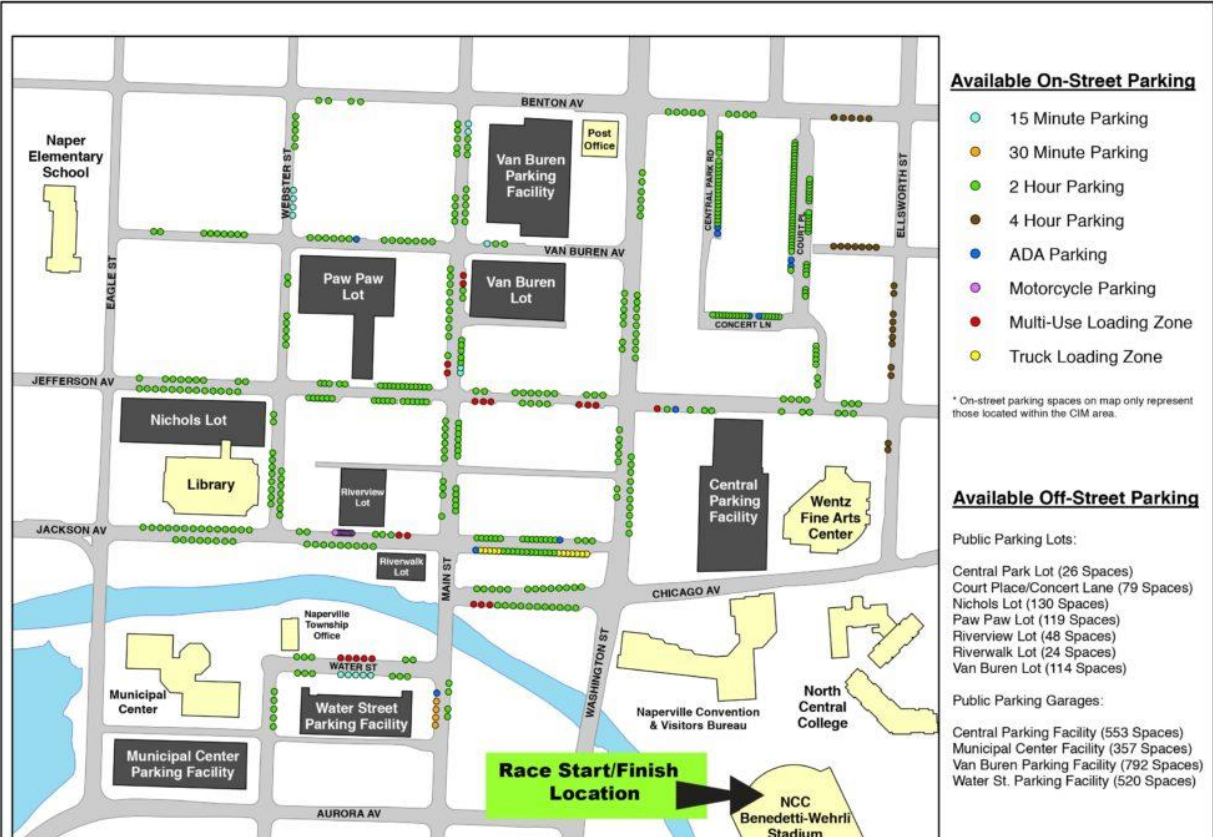 BENTON AV
Naper
Elementary
School
WEBSTER ST
Van Buren
Parking
Facility
Post
Office
CENTRAL PARK RD
COURT PL
ELLSWORTH ST
VAN BUREN AV
EAGLE ST
Paw Paw
Lot
Van Buren
Lot
CONCERT LN
JEFFERSON AV
Nichols Lot
Library
Riverview
Lot
Central
Parking
Facility
Wentz
Fine Arts
Center
JACKSON AV
Riverwalk
Lot
MAIN ST
CHICAGO AV
Naperville
Township
Office
WATER ST
WASHINGTON ST
Municipal
Center
Water Street
Parking Facility
Naperville Convention
& Visitors Bureau
North
Central
College
Municipal Center
Parking Facility
Race Start/Finish
Location
NCC
Benedetti-Wehrli
Stadium
AURORA AV
Available On-Street Parking
15 Minute Parking
30 Minute Parking
2 Hour Parking
4 Hour Parking
ADA Parking
Motorcycle Parking
Multi-Use Loading Zone
Truck Loading Zone
* On-street parking spaces on map only represent
those located within the CIM area.
Available Off-Street Parking
Public Parking Lots:
Central Park Lot (26 Spaces)
Court Place/Concert Lane (79 Spaces)
Nichols Lot (130 Spaces)
Paw Paw Lot (119 Spaces)
Riverview Lot (48 Spaces)
Riverwalk Lot (24 Spaces)
Van Buren Lot (114 Spaces)
Public Parking Garages:
Central Parking Facility (553 Spaces)
Municipal Center Facility (357 Spaces)
Van Buren Parking Facility (792 Spaces)
Water St. Parking Facility (520 Spaces)